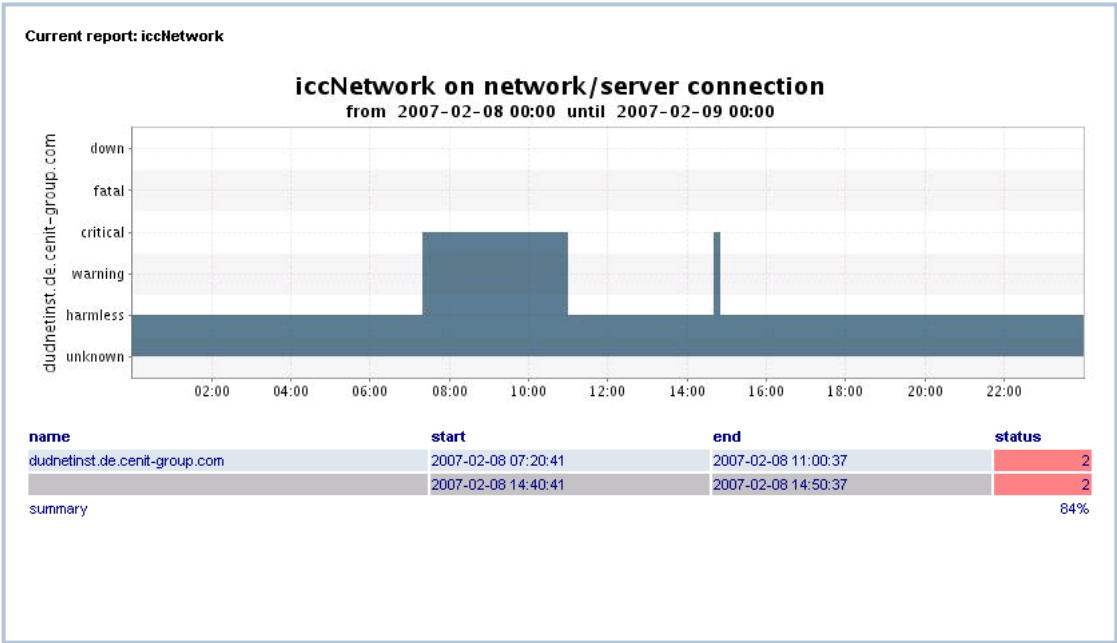 Current report: iccNetwork
iccNetwork on network/server connection
from 2007-02-08 00:00 until 2007-02-09 00:00
dudnetinst.de.cenit-group.com
down
fatal
critical
warning
harmless
unknown
02:00 04:00 06:00 08:00 10:00 12:00 14:00 16:00 18:00 20:00 22:00
name start end status
dudnetinst.de.cenit-group.com 2007-02-08 07:20:41 2007-02-08 11:00:37 2
2007-02-08 14:40:41 2007-02-08 14:50:37 2
summary 84%